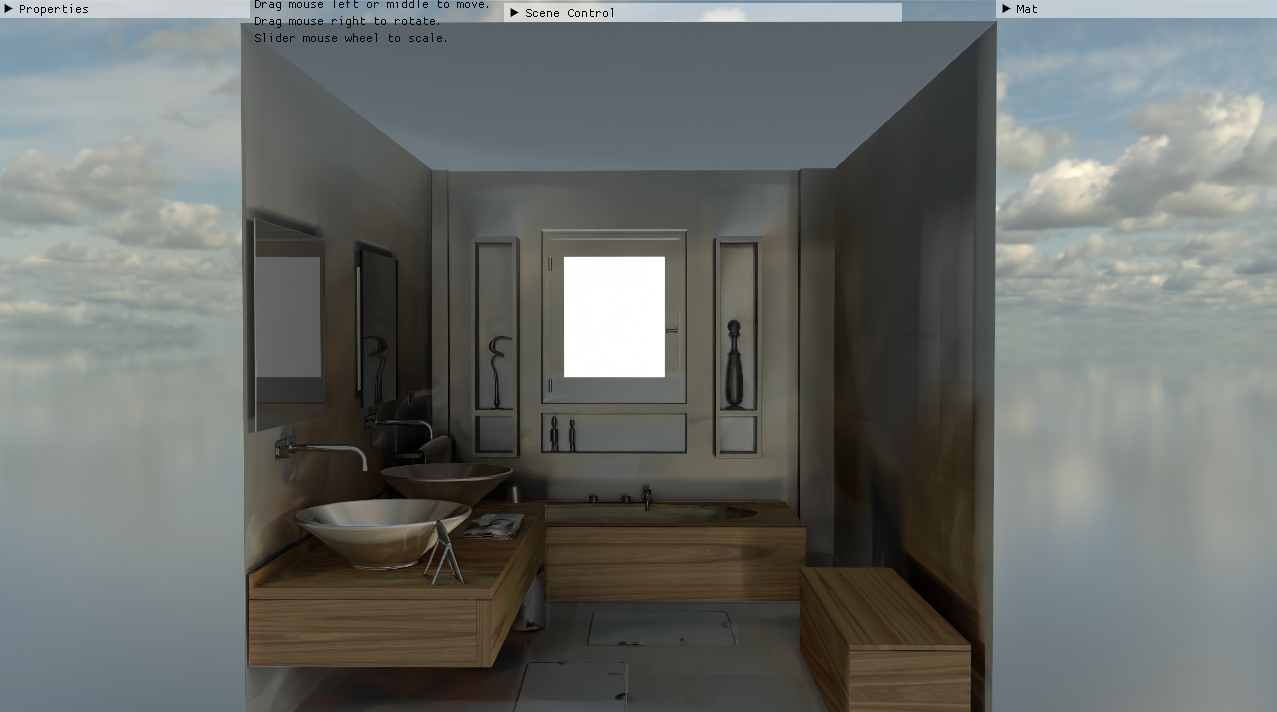 Properties
Drag mouse left or middle to move.
Scene Control
Mat
Drag mouse right to rotate.
Slider mouse wheel to scale.